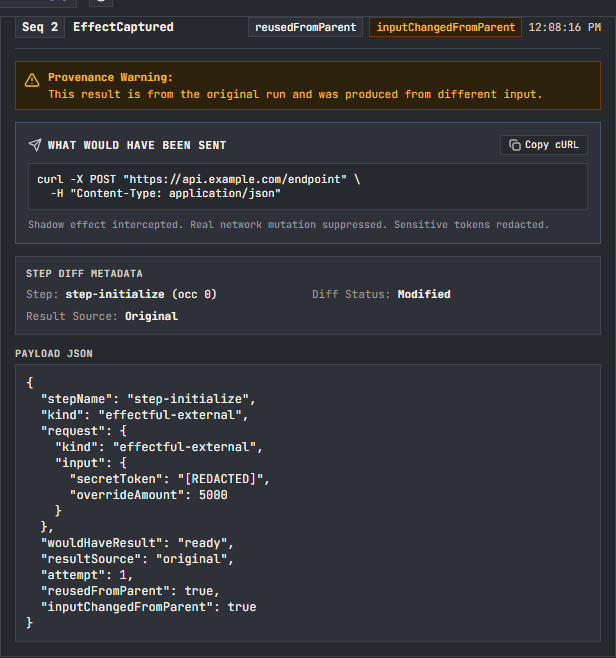 Seq 2 EffectCaptured reusedFromParent inputChangedFromParent 12:08:16 PM
Provenance Warning:
This result is from the original run and was produced from different input.
WHAT WOULD HAVE BEEN SENT Copy cURL
curl -X POST "https://api.example.com/endpoint" \
-H "Content-Type: application/json"
Shadow effect intercepted. Real network mutation suppressed. Sensitive tokens redacted.
STEP DIFF METADATA
Step: step-initialize (occ 0) Diff Status: Modified
Result Source: Original
PAYLOAD JSON
{
  "stepName": "step-initialize",
  "kind": "effectful-external",
  "request": {
    "kind": "effectful-external",
    "input": {
      "secretToken": "[REDACTED]",
      "overrideAmount": 5000
    }
  },
  "wouldHaveResult": "ready",
  "resultSource": "original",
  "attempt": 1,
  "reusedFromParent": true,
  "inputChangedFromParent": true
}